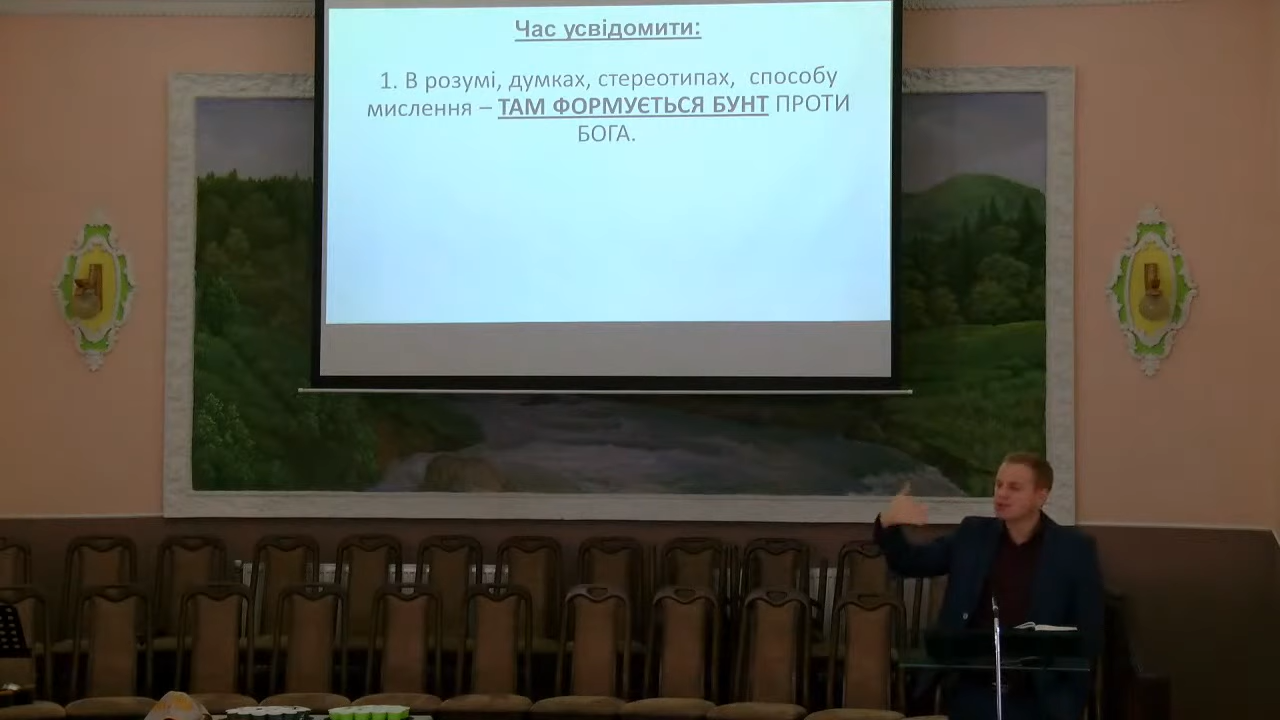 Час усвідомити:
1. В розумі, думках, стереотипах, способу
мислення – ТАМ ФОРМУЄТЬСЯ БУНТ ПРОТИ
БОГА.